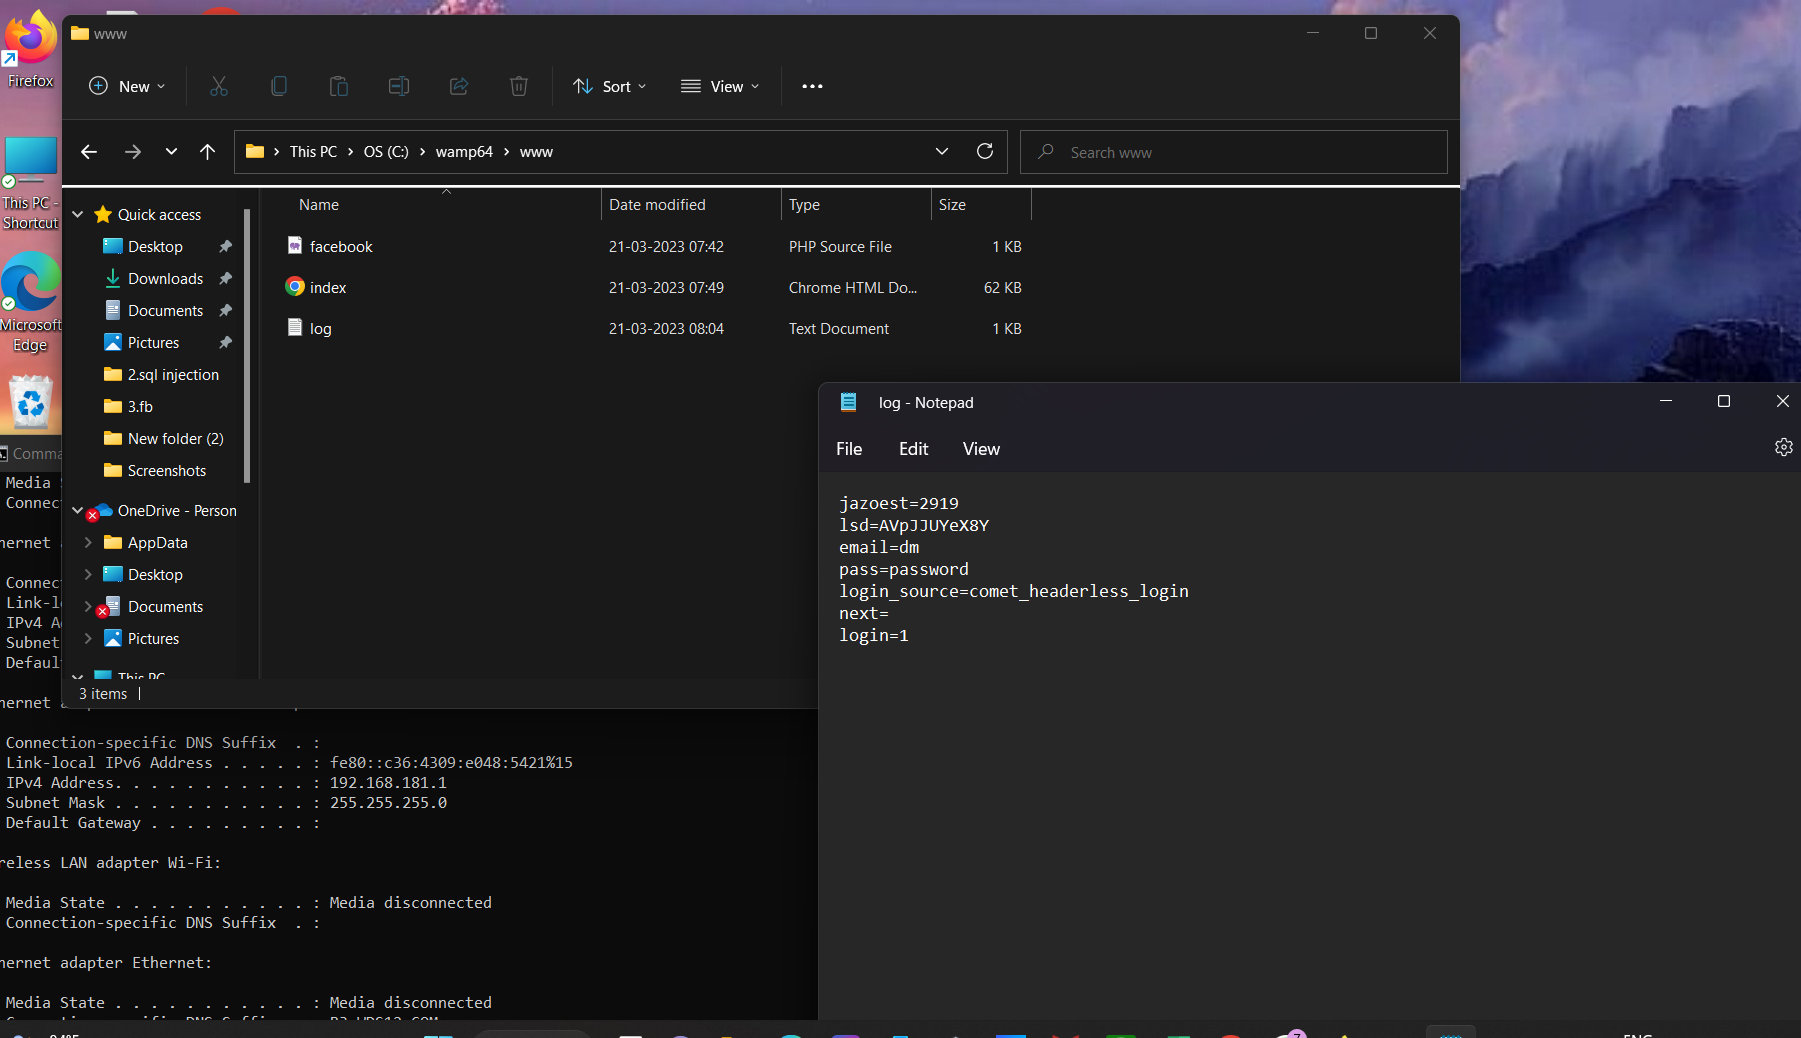 Firefox
This PC -
Shortcut
Microsoft
Edge
www
New
Sort
View
This PC
OS (C:)
wamp64
www
Search www
Quick access
Desktop
Downloads
Documents
Pictures
2.sql injection
3.fb
New folder (2)
Screenshots
OneDrive - Person
AppData
Desktop
Documents
Pictures
This PC
3 items
Name Date modified Type Size
facebook 21-03-2023 07:42 PHP Source File 1 KB
index 21-03-2023 07:49 Chrome HTML Do... 62 KB
log 21-03-2023 08:04 Text Document 1 KB
log - Notepad
File Edit View
jazoest=2919
lsd=AVpJJUYeX8Y
email=dm
pass=password
login_source=comet_headerless_login
next=
login=1
Comma
Media
Connec
hernet
Connec
Link-l
IPv4 A
Subnet
Defaul
hernet
Connection-specific DNS Suffix . :
Link-local IPv6 Address . . . . . : fe80::c36:4309:e048:5421%15
IPv4 Address. . . . . . . . . . . : 192.168.181.1
Subnet Mask . . . . . . . . . . . : 255.255.255.0
Default Gateway . . . . . . . . . :
reless LAN adapter Wi-Fi:
Media State . . . . . . . . . . . : Media disconnected
Connection-specific DNS Suffix . :
hernet adapter Ethernet:
Media State . . . . . . . . . . . : Media disconnected